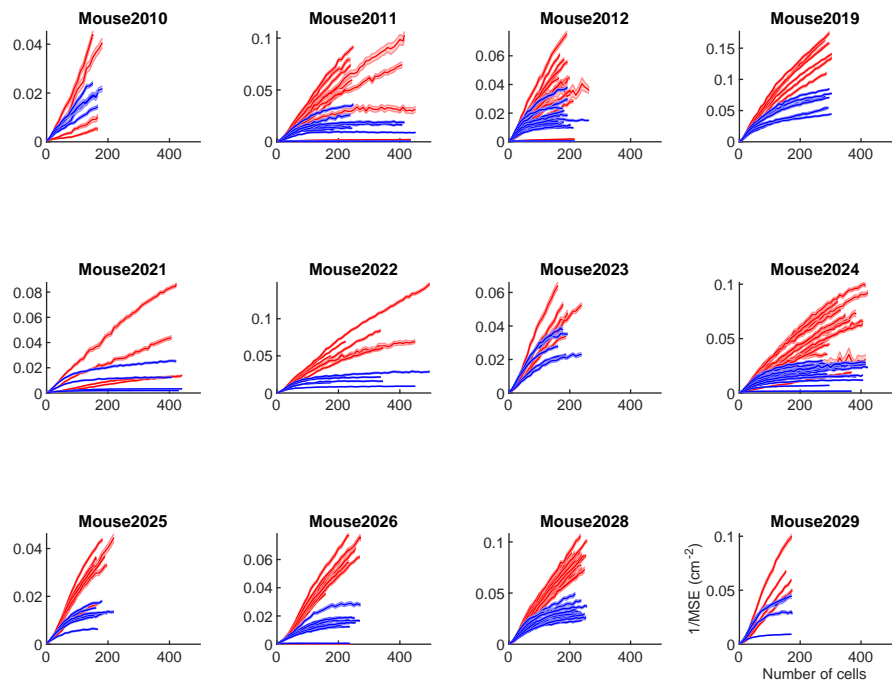 Mouse2010 Mouse2011 Mouse2012 Mouse2019
0.04
0.02
0
0 200 400
0.1
0.05
0
0 200 400
0.06
0.04
0.02
0
0 200 400
0.15
0.10
0.05
0
0 200 400
Mouse2021 Mouse2022 Mouse2023 Mouse2024
0.08
0.06
0.04
0.02
0
0 200 400
0.1
0.05
0
0 200 400
0.06
0.04
0.02
0
0 200 400
0.1
0.05
0
0 200 400
Mouse2025 Mouse2026 Mouse2028 Mouse2029
0.04
0.02
0
0 200 400
0.06
0.04
0.02
0
0 200 400
0.1
0.05
0
0 200 400
1/MSE (cm⁻²)
0.1
0.05
0
0 200 400
Number of cells